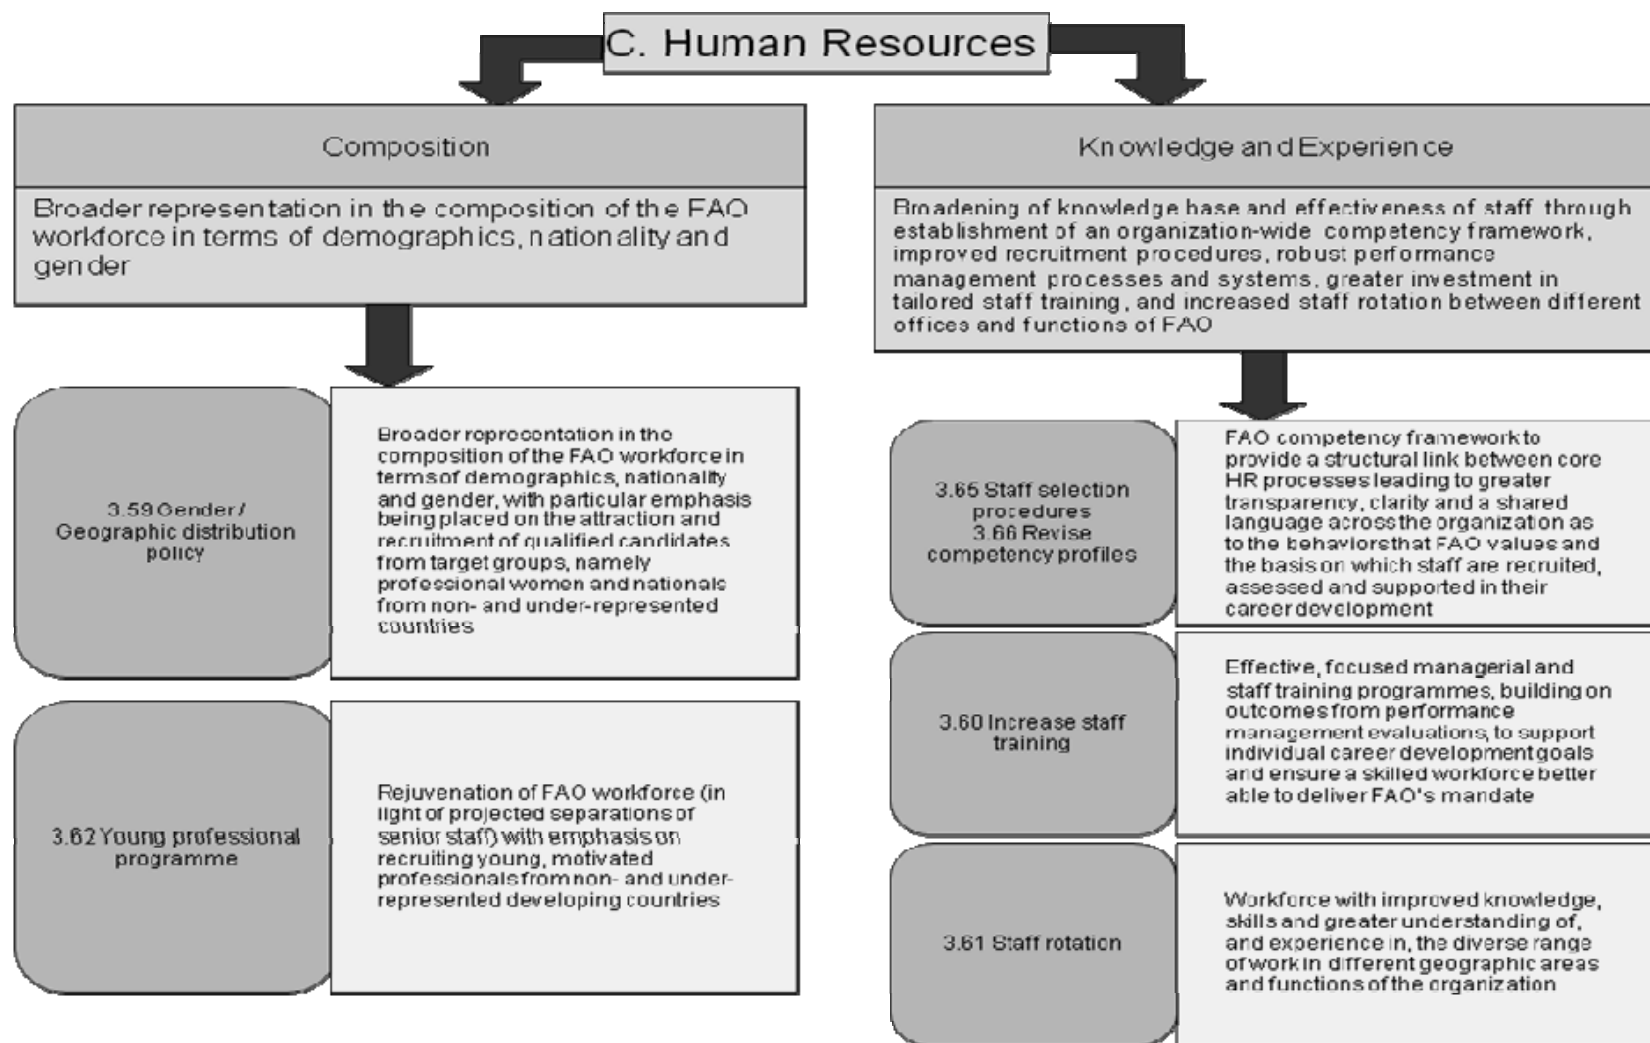 C. Human Resources
Composition
Broader representation in the composition of the FAO
workforce in terms of demographics, nationality and
gender
3.59 Gender /
Geographic distribution
policy
Broader representation in the
composition of the FAO workforce in
terms of demographics, nationality
and gender, with particular emphasis
being placed on the attraction and
recruitment of qualified candidates
from target groups, namely
professional women and nationals
from non- and under-represented
countries
3.62 Young professional
programme
Rejuvenation of FAO workforce (in
light of projected separations of
senior staff) with emphasis on
recruiting young, motivated
professionals from non- and under-
represented developing countries
Knowledge and Experience
Broadening of knowledge base and effectiveness of staff through
establishment of an organization-wide competency framework,
improved recruitment procedures, robust performance
management processes and systems, greater investment in
tailored staff training, and increased staff rotation between different
offices and functions of FAO
3.65 Staff selection
procedures
3.66 Revise
competency profiles
FAO competency framework to
provide a structural link between core
HR processes leading to greater
transparency, clarity and a shared
language across the organization as
to the behaviors that FAO values and
the basis on which staff are recruited,
assessed and supported in their
career development
3.60 Increase staff
training
Effective, focused managerial and
staff training programmes, building on
outcomes from performance
management evaluations, to support
individual career development goals
and ensure a skilled workforce better
able to deliver FAO's mandate
3.61 Staff rotation
Workforce with improved knowledge,
skills and greater understanding of,
and experience in, the diverse range
of work in different geographic areas
and functions of the organization